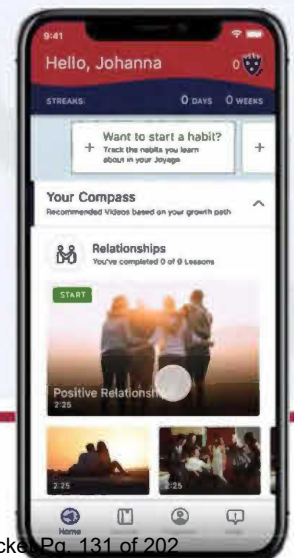 9:41
Hello, Johanna
0
STREAKS:
0 DAYS 0 WEEKS
+ Want to start a habit? +
Track the habits you learn
about in your Joyage
Your Compass
Recommended Videos based on your growth path
Relationships
You've completed 0 of 0 Lessons
START
Positive Relationsh
2:25
2:25
2:25
Home
cket Pg. 131 of 202